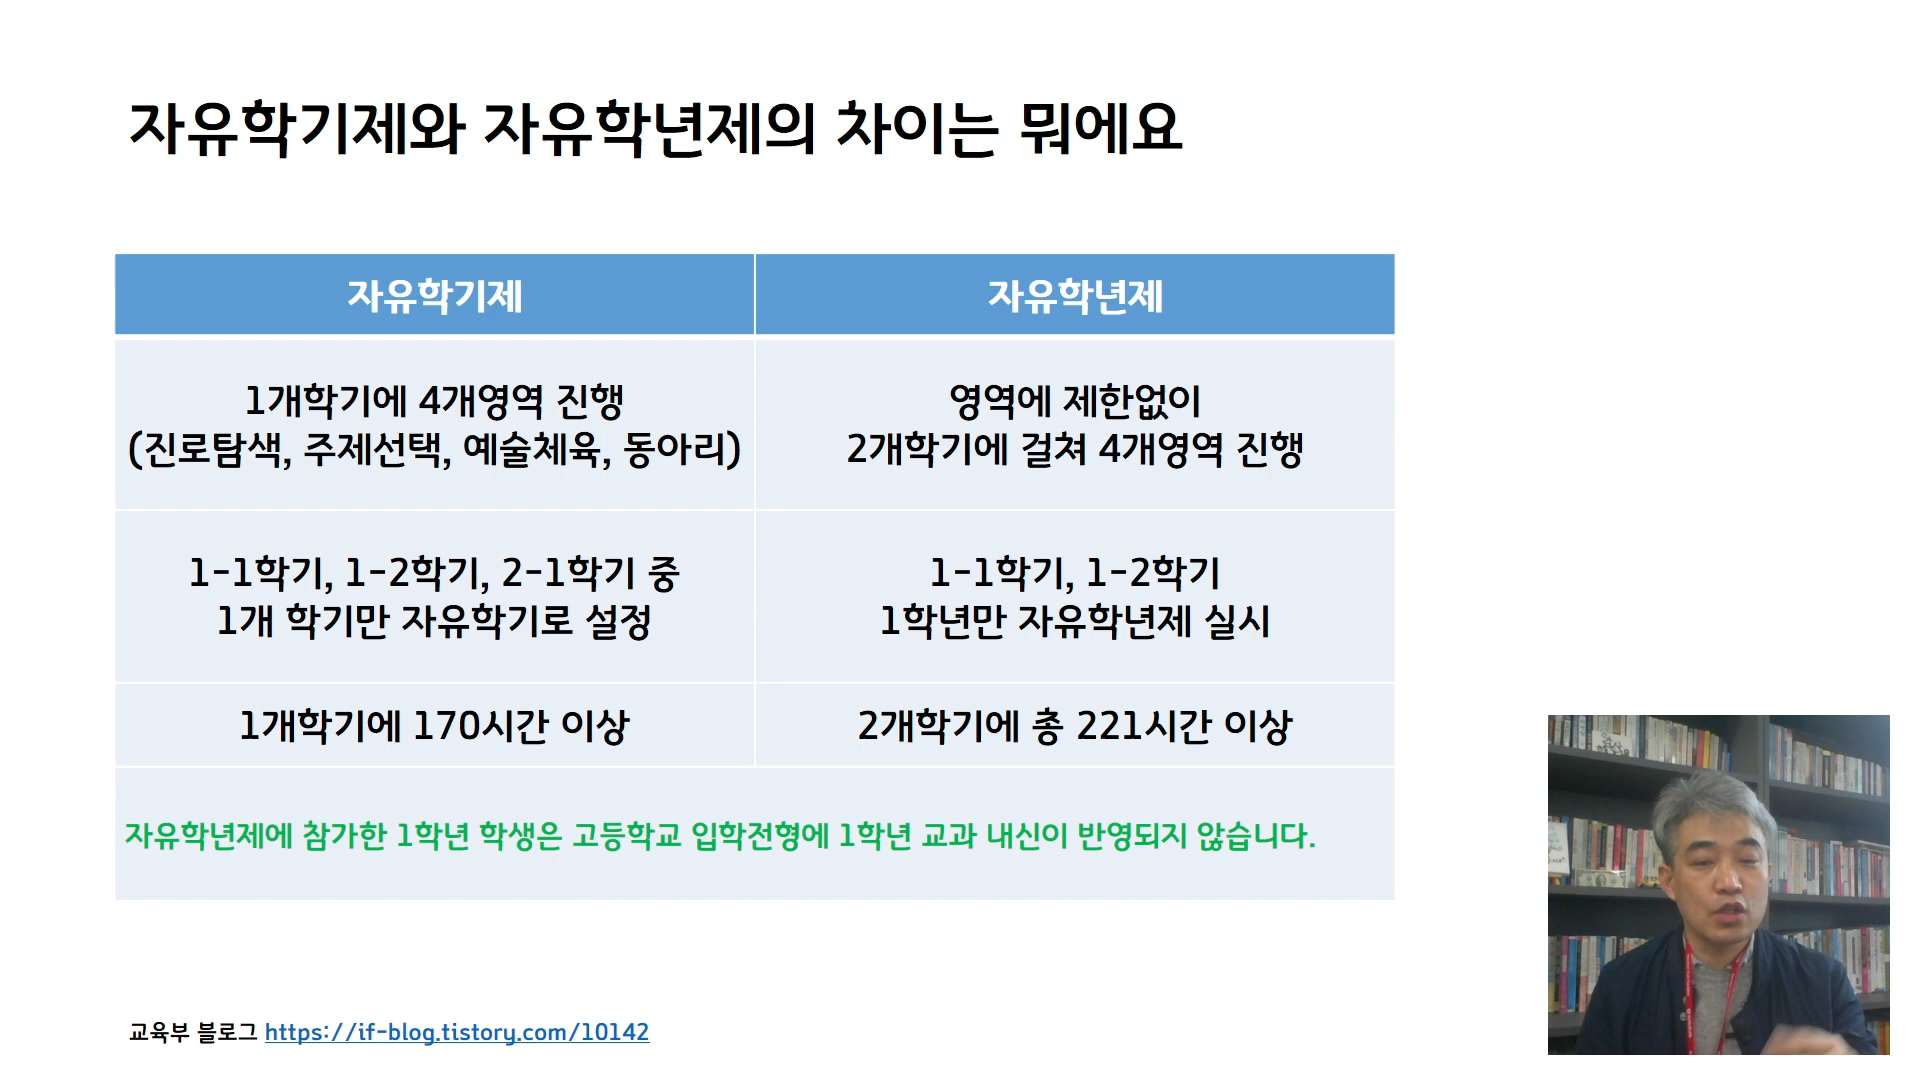 자유학기제와 자유학년제의 차이는 뭐에요
자유학기제
자유학년제
1개학기에 4개영역 진행
(진로탐색, 주제선택, 예술체육, 동아리)
영역에 제한없이
2개학기에 걸쳐 4개영역 진행
1-1학기, 1-2학기, 2-1학기 중
1개 학기만 자유학기로 설정
1-1학기, 1-2학기
1학년만 자유학년제 실시
1개학기에 170시간 이상
2개학기에 총 221시간 이상
자유학년제에 참가한 1학년 학생은 고등학교 입학전형에 1학년 교과 내신이 반영되지 않습니다.
교육부 블로그 https://if-blog.tistory.com/10142